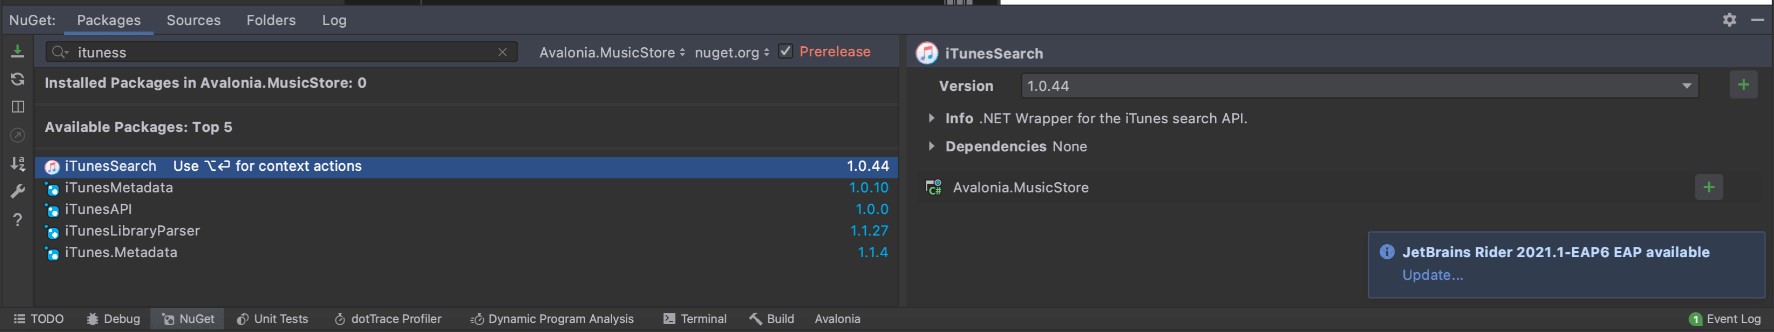 NuGet: Packages Sources Folders Log
ituness Avalonia.MusicStore nuget.org Prerelease
Installed Packages in Avalonia.MusicStore: 0
Available Packages: Top 5
iTunesSearch Use ⌥⏎ for context actions 1.0.44
iTunesMetadata 1.0.10
iTunesAPI 1.0.0
iTunesLibraryParser 1.1.27
iTunes.Metadata 1.1.4
iTunesSearch
Version 1.0.44
Info .NET Wrapper for the iTunes search API.
Dependencies None
C# Avalonia.MusicStore
JetBrains Rider 2021.1-EAP6 EAP available
Update...
TODO Debug NuGet Unit Tests dotTrace Profiler Dynamic Program Analysis Terminal Build Avalonia 1 Event Log